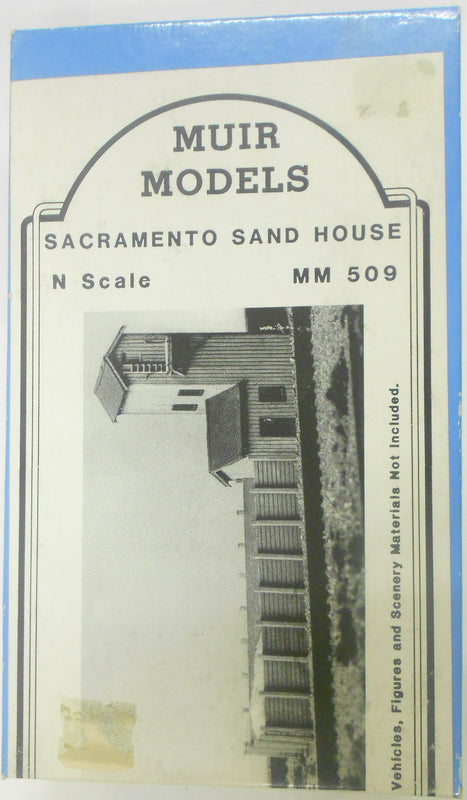 MUIR
MODELS
SACRAMENTO SAND HOUSE
N Scale MM 509
Vehicles, Figures and Scenery Materials Not Included.